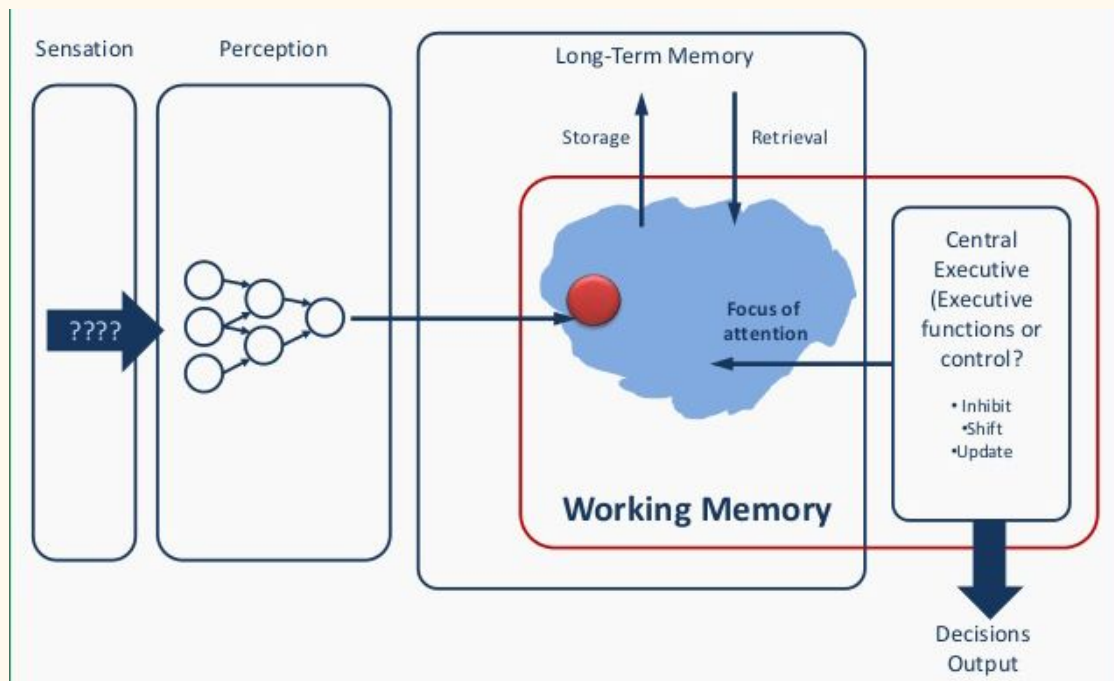 Sensation
Perception
Long-Term Memory
Storage
Retrieval
????
Focus of
attention
Central
Executive
(Executive
functions or
control?
• Inhibit
•Shift
•Update
Working Memory
Decisions
Output